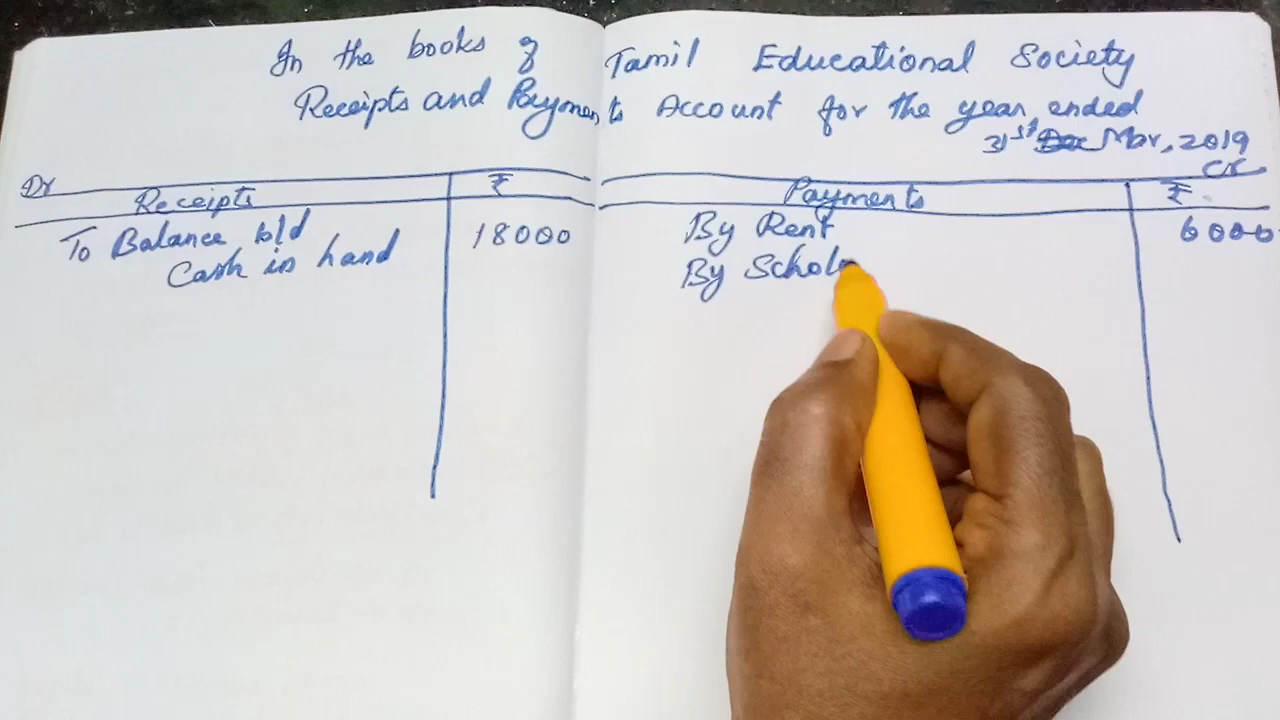 In the books of Tamil Educational Society
Receipts and Payments Account for the year ended
31st Mar, 2019
Dr
Cr
Receipts ₹ Payments ₹
To Balance b/d 18000 By Rent 6000
Cash in hand By Schola